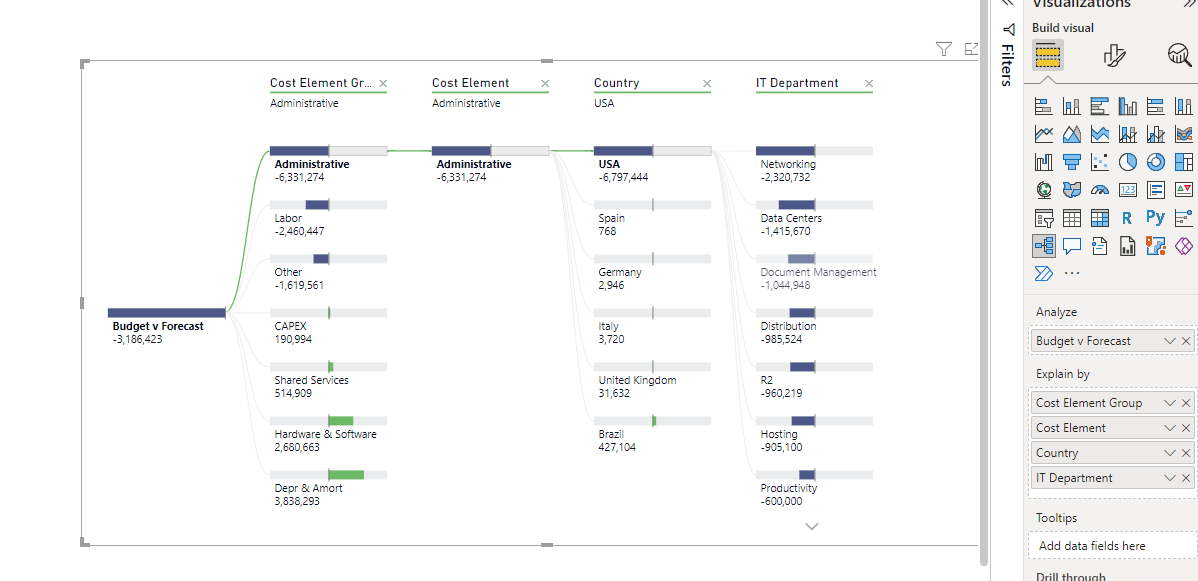 Visualizations
Build visual
Filters
Cost Element Gr...
Administrative
Cost Element
Administrative
Country
USA
IT Department
Budget v Forecast
-3,186,423
Administrative
-6,331,274
Labor
-2,460,447
Other
-1,619,561
CAPEX
190,994
Shared Services
514,909
Hardware & Software
2,680,663
Depr & Amort
3,838,293
Administrative
-6,331,274
USA
-6,797,444
Spain
768
Germany
2,946
Italy
3,720
United Kingdom
31,632
Brazil
427,104
Networking
-2,320,732
Data Centers
-1,415,670
Document Management
-1,044,948
Distribution
-985,524
R2
-960,219
Hosting
-905,100
Productivity
-600,000
123
R
Py
...
Analyze
Budget v Forecast
Explain by
Cost Element Group
Cost Element
Country
IT Department
Tooltips
Add data fields here
Drill through